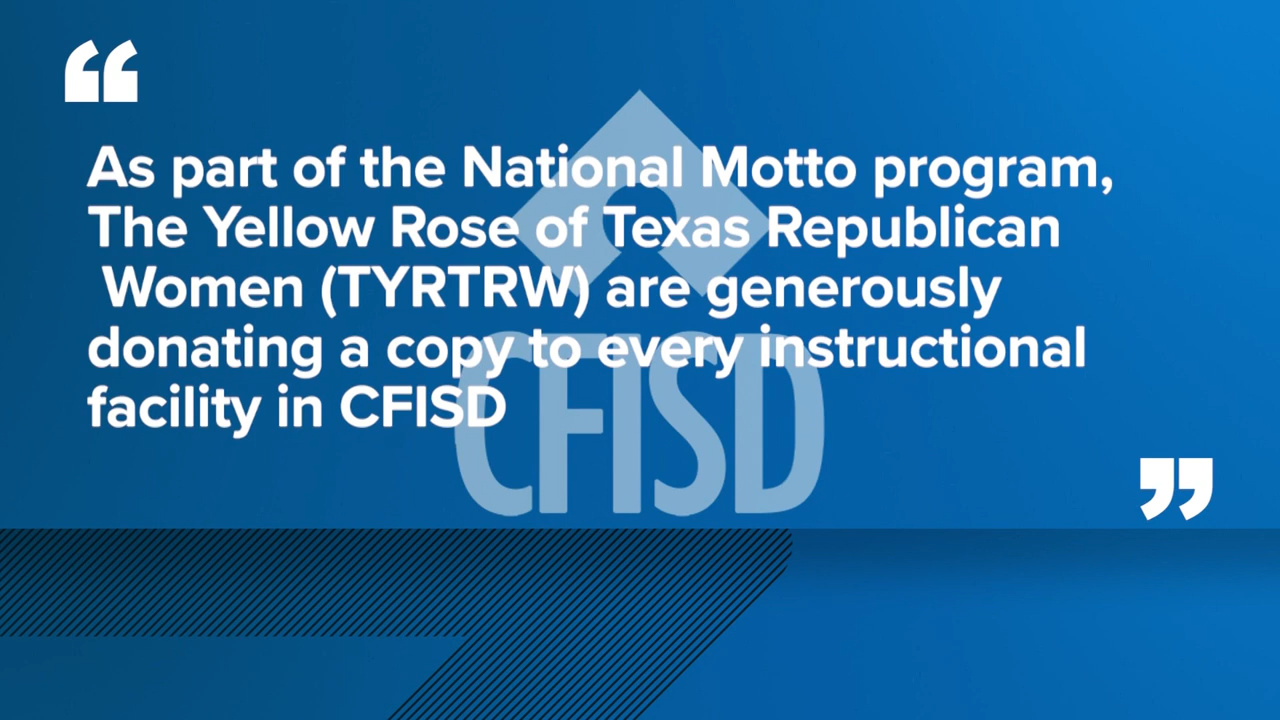 “
As part of the National Motto program,
The Yellow Rose of Texas Republican
Women (TYRTRW) are generously
donating a copy to every instructional
facility in CFISD
CFISD
”